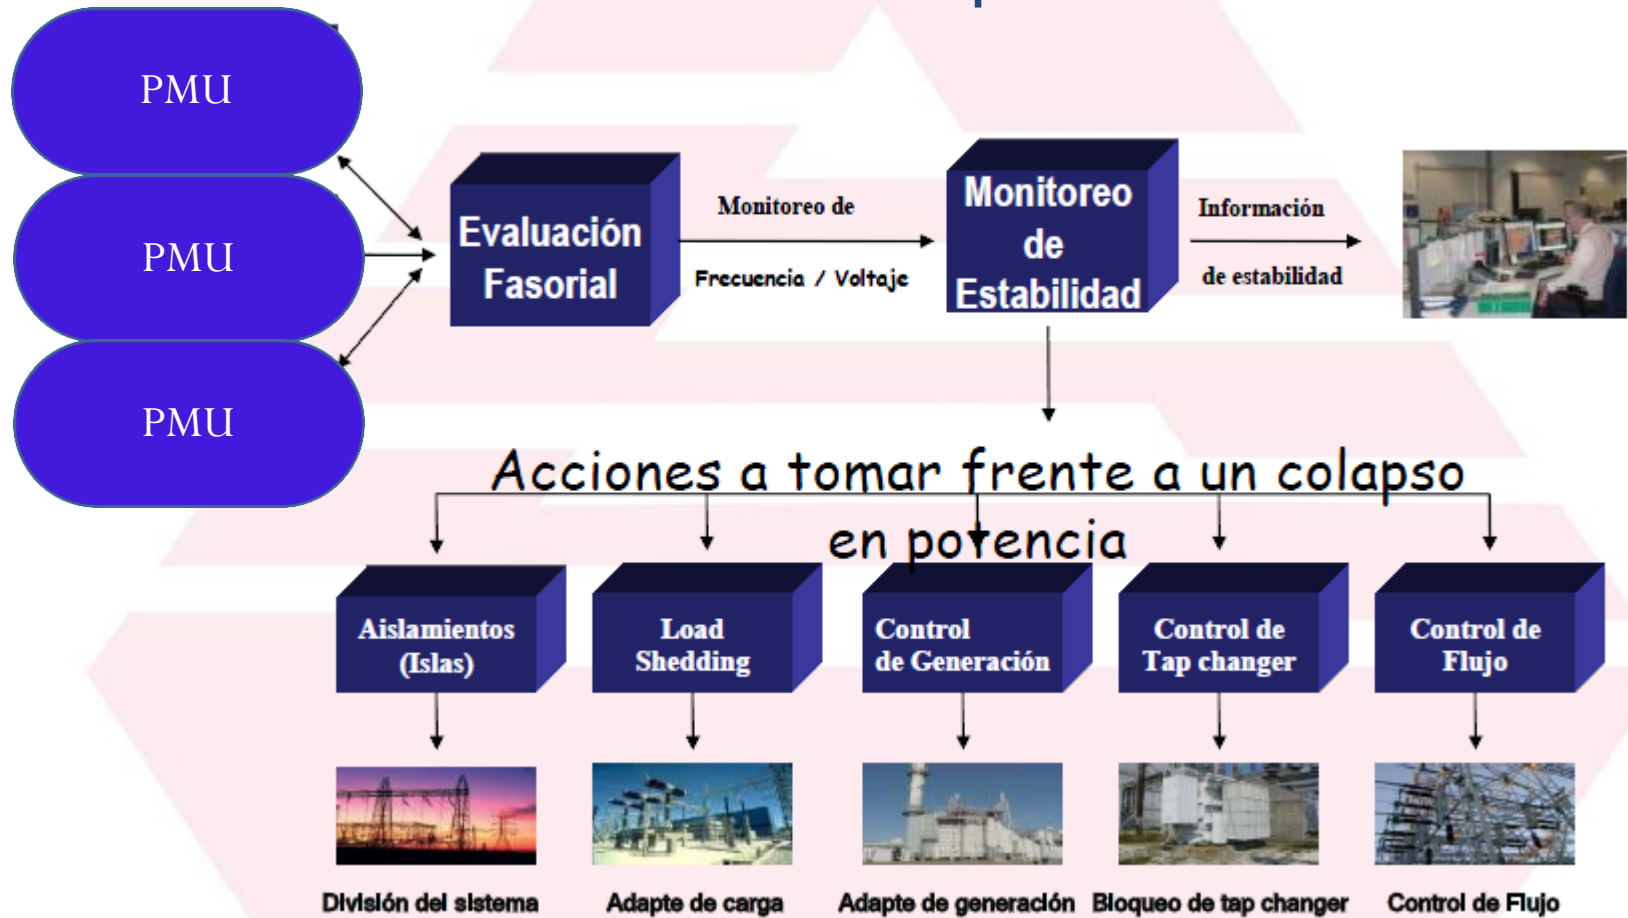 PMU
PMU
PMU
Evaluación
Fasorial
Monitoreo de
Frecuencia / Voltaje
Monitoreo
de
Estabilidad
Información
de estabilidad
Acciones a tomar frente a un colapso
en potencia
Aislamientos
(Islas)
Load
Shedding
Control
de Generación
Control de
Tap changer
Control de
Flujo
División del sistema
Adapte de carga
Adapte de generación
Bloqueo de tap changer
Control de Flujo